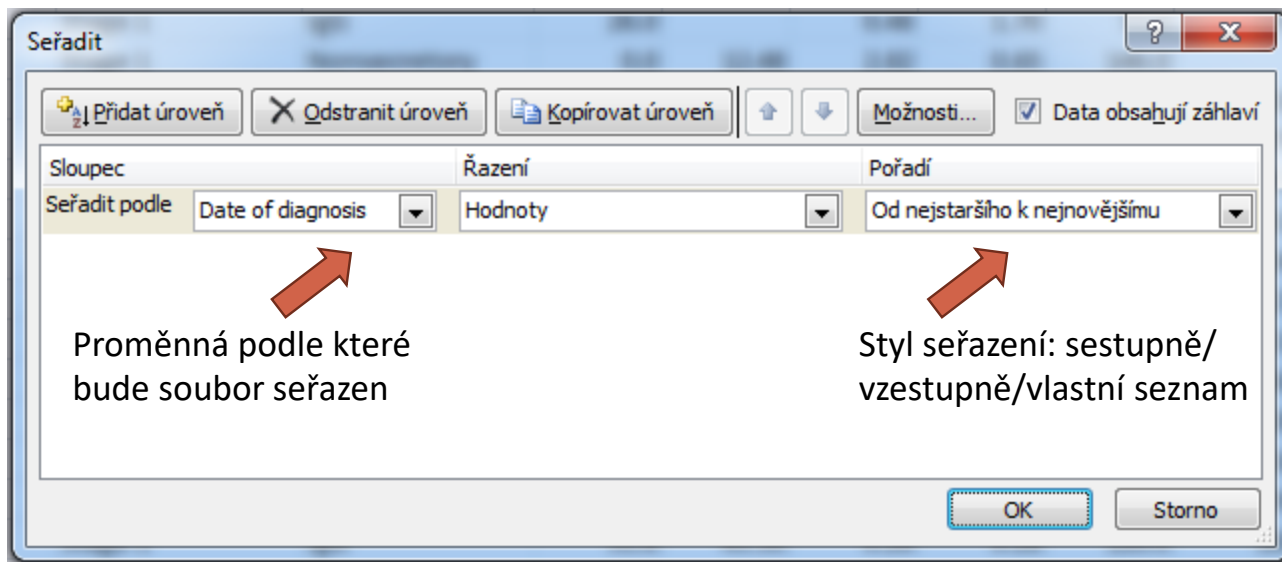 Seřadit
Přidat úroveň Odstranit úroveň Kopírovat úroveň Možnosti... Data obsahují záhlaví
Sloupec Řazení Pořadí
Seřadit podle Date of diagnosis Hodnoty Od nejstaršího k nejnovějšímu
Proměnná podle které
bude soubor seřazen
Styl seřazení: sestupně/
vzestupně/vlastní seznam
OK Storno